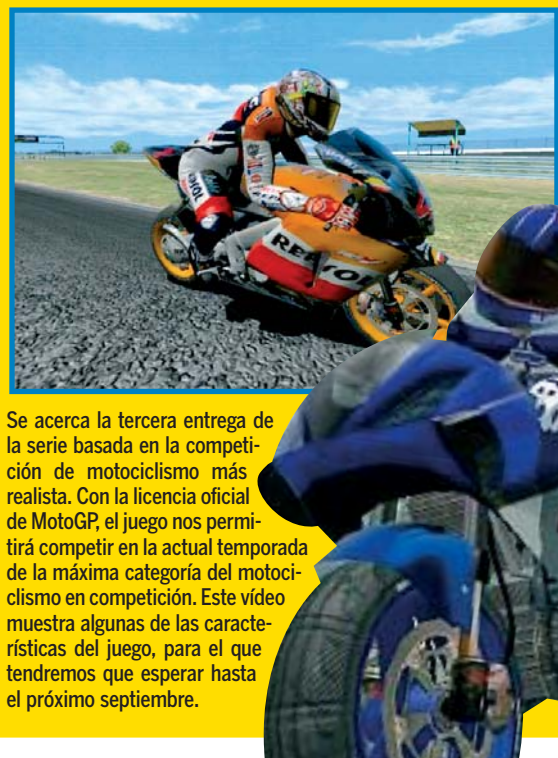 REPSOL
Se acerca la tercera entrega de
la serie basada en la competi-
ción de motociclismo más
realista. Con la licencia oficial
de MotoGP, el juego nos permi-
tirá competir en la actual temporada
de la máxima categoría del motoci-
clismo en competición. Este vídeo
muestra algunas de las caracte-
rísticas del juego, para el que
tendremos que esperar hasta
el próximo septiembre.